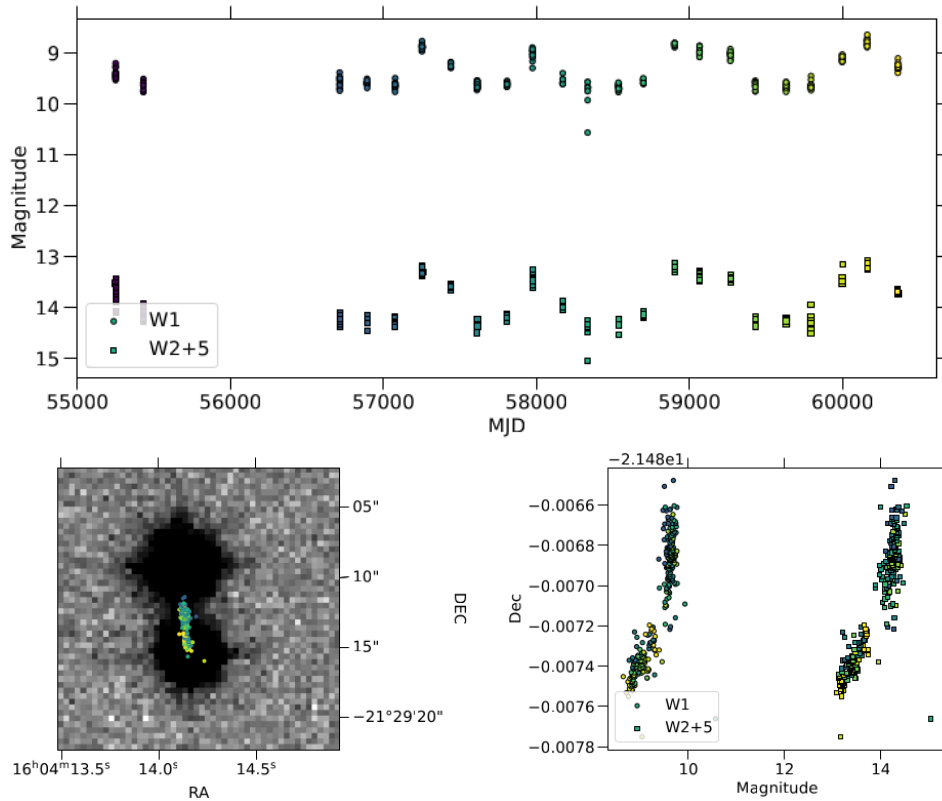 9
10
11
12
13
14
15
Magnitude
W1
W2+5
55000 56000 57000 58000 59000 60000
MJD
−2.148e1
05"
10"
15"
−21°29'20"
DEC
16ʰ04ᵐ13.5ˢ 14.0ˢ 14.5ˢ
RA
−0.0066
−0.0068
−0.0070
−0.0072
−0.0074
−0.0076
−0.0078
Dec
W1
W2+5
10 12 14
Magnitude